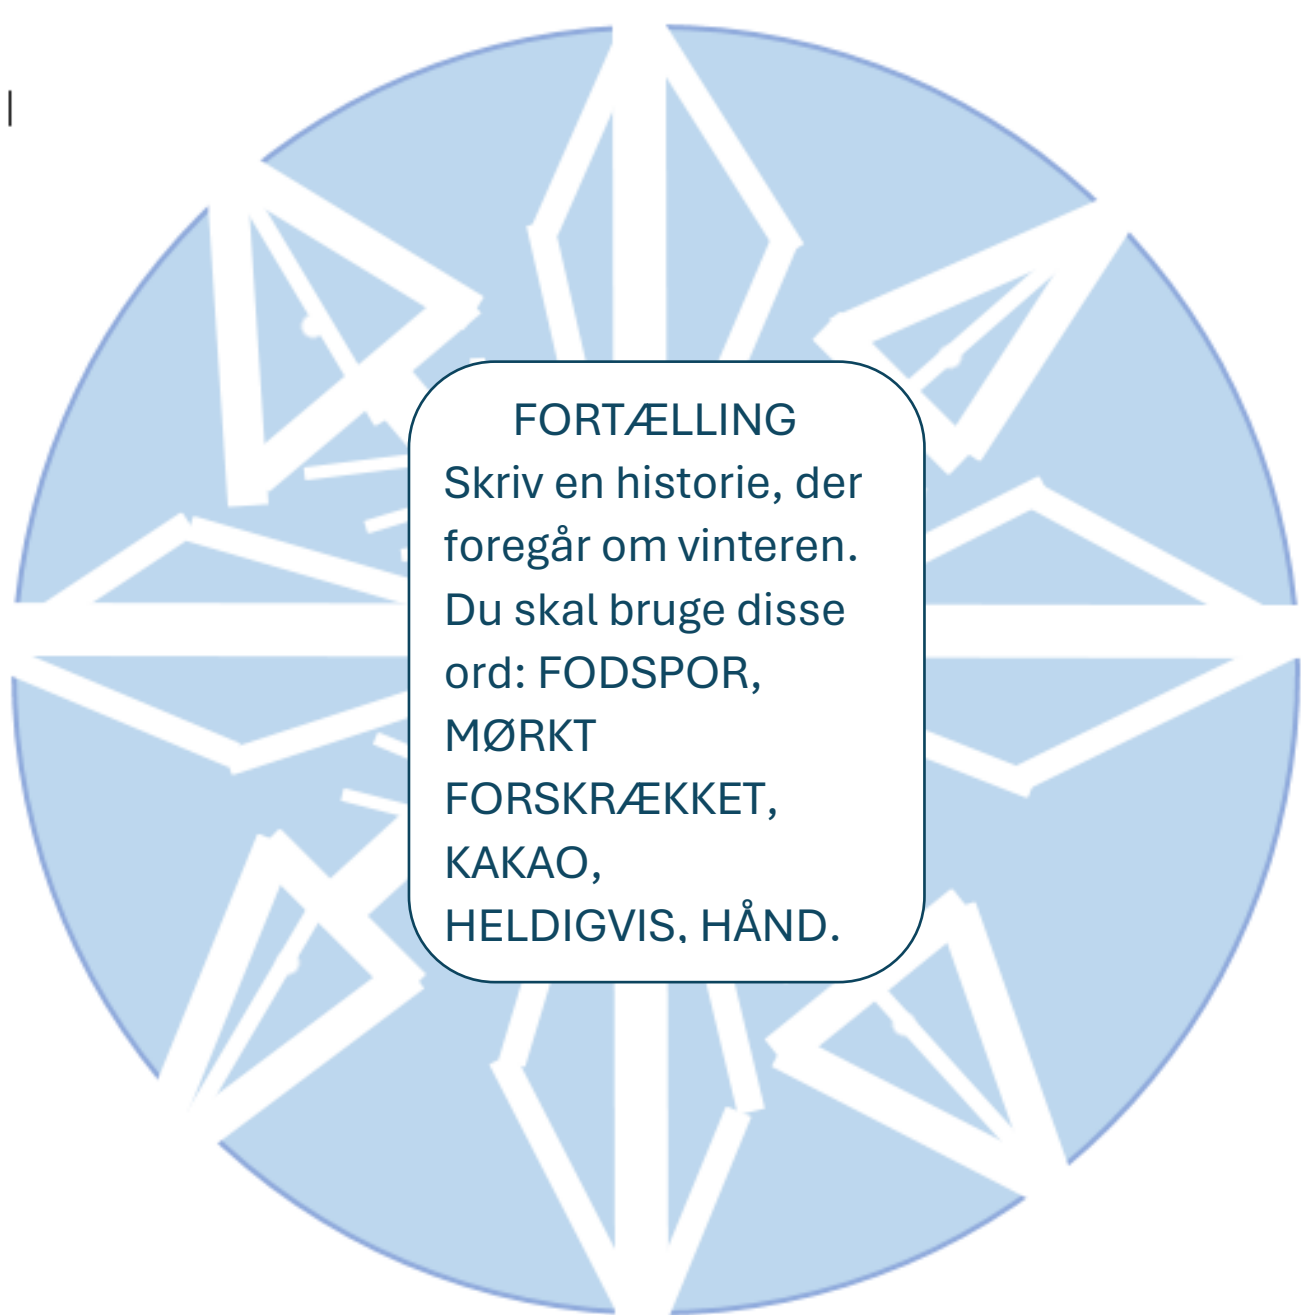 FORTÆLLING
Skriv en historie, der
foregår om vinteren.
Du skal bruge disse
ord: FODSPOR,
MØRKT
FORSKRÆKKET,
KAKAO,
HELDIGVIS, HÅND.